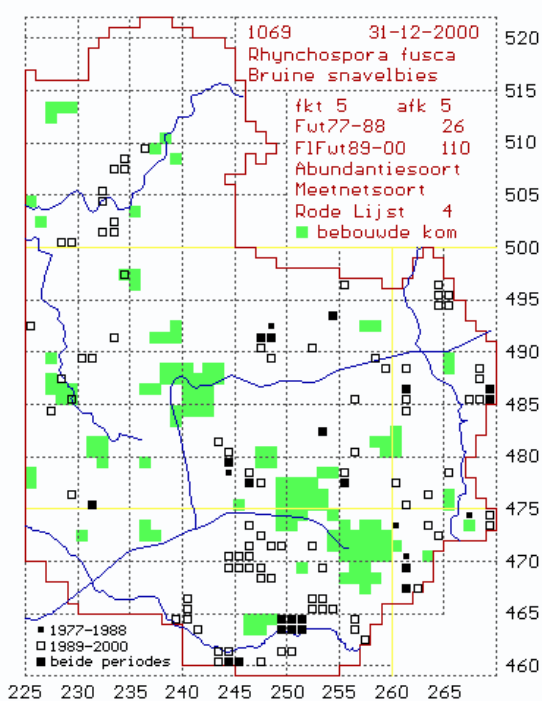 1069 31-12-2000
Rhynchospora fusca
Bruine snavelbies
fkt 5 afk 5
Fwt77-88 26
FlFwt89-00 110
Abundantiesoort
Meetnetsoort
Rode Lijst 4
bebouwde kom
520
515
510
505
500
495
490
485
480
475
470
465
460
1977-1988
1989-2000
beide periodes
225 230 235 240 245 250 255 260 265